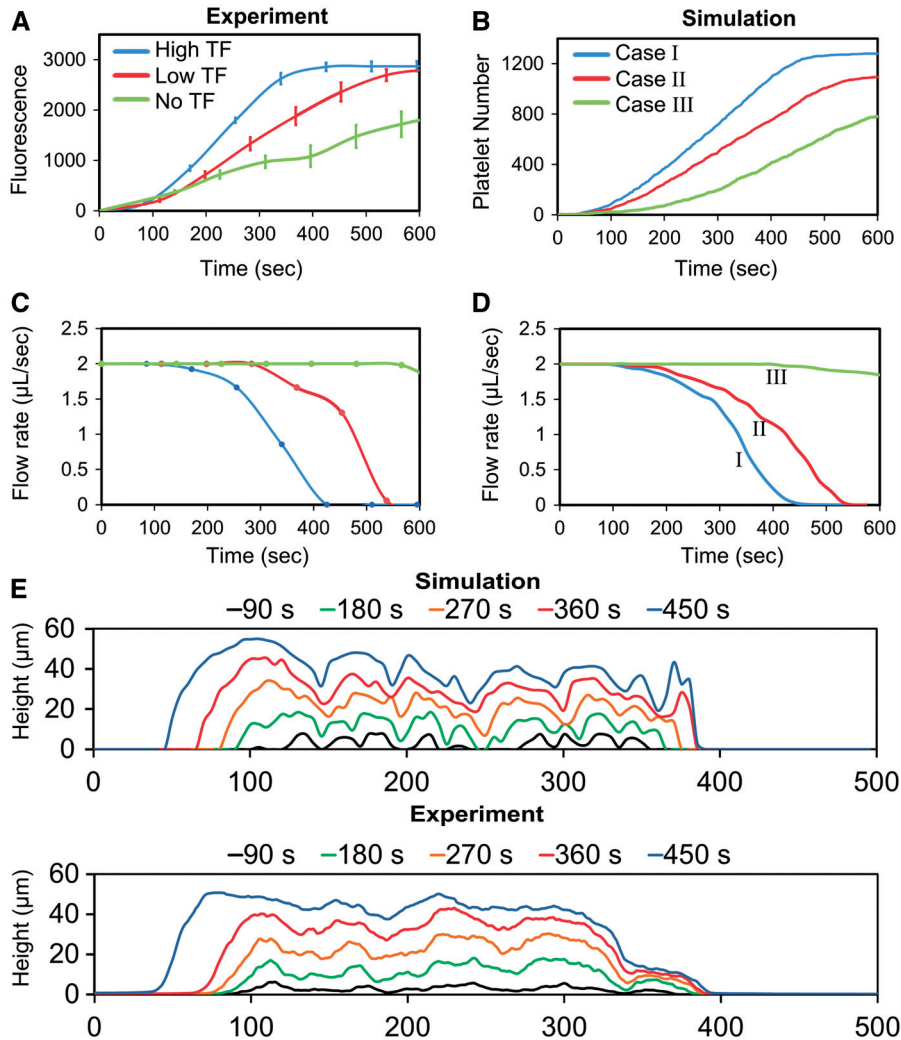 A Experiment
High TF
Low TF
No TF
Fluorescence
3000
2000
1000
0
0 100 200 300 400 500 600
Time (sec)
B Simulation
Case I
Case II
Case III
Platelet Number
1200
800
400
0
0 100 200 300 400 500 600
Time (sec)
C
Flow rate (µL/sec)
2.5
2
1.5
1
0.5
0
0 100 200 300 400 500 600
Time (sec)
D
Flow rate (µL/sec)
2.5
2
1.5
1
0.5
0
III
II
I
0 100 200 300 400 500 600
Time (sec)
E
Simulation
90 s 180 s 270 s 360 s 450 s
Height (µm)
60
40
20
0
0 100 200 300 400 500
Experiment
90 s 180 s 270 s 360 s 450 s
Height (µm)
60
40
20
0
0 100 200 300 400 500